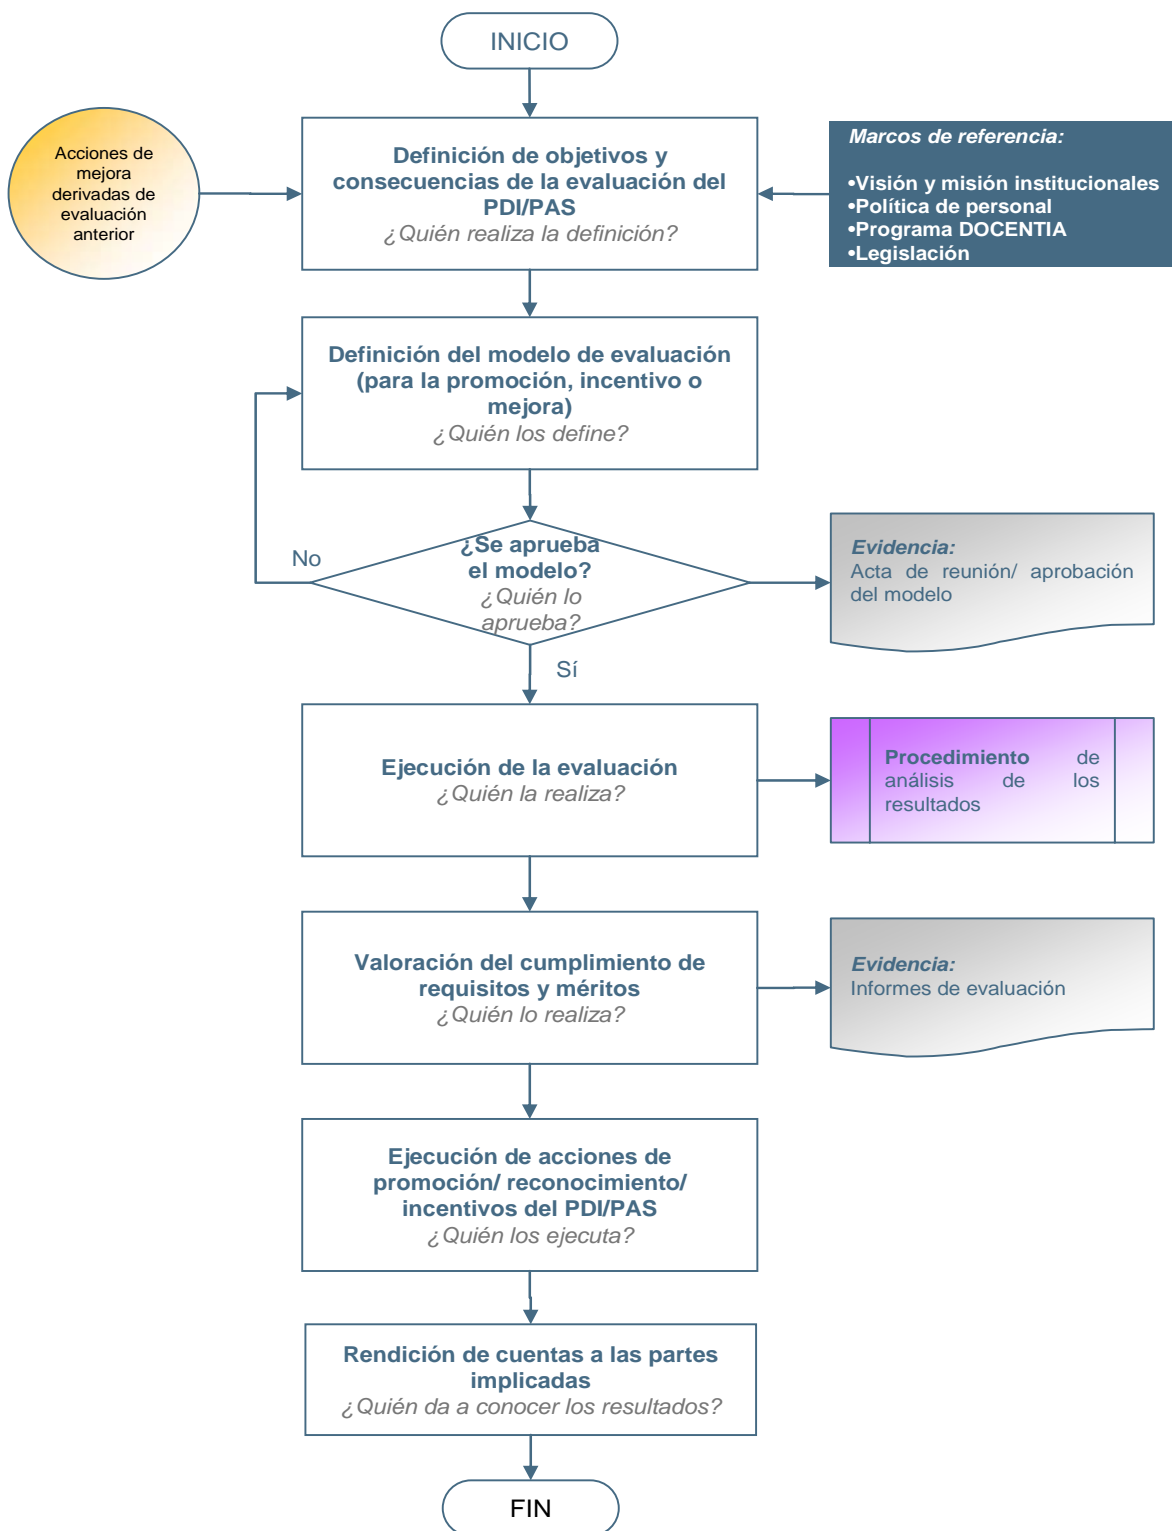 INICIO
Acciones de
mejora
derivadas de
evaluación
anterior
Definición de objetivos y
consecuencias de la evaluación del
PDI/PAS
¿Quién realiza la definición?
Marcos de referencia:
•Visión y misión institucionales
•Política de personal
•Programa DOCENTIA
•Legislación
Definición del modelo de evaluación
(para la promoción, incentivo o
mejora)
¿Quién los define?
No
¿Se aprueba
el modelo?
¿Quién lo
aprueba?
Evidencia:
Acta de reunión/ aprobación
del modelo
Sí
Ejecución de la evaluación
¿Quién la realiza?
Procedimiento de
análisis de los
resultados
Valoración del cumplimiento de
requisitos y méritos
¿Quién lo realiza?
Evidencia:
Informes de evaluación
Ejecución de acciones de
promoción/ reconocimiento/
incentivos del PDI/PAS
¿Quién los ejecuta?
Rendición de cuentas a las partes
implicadas
¿Quién da a conocer los resultados?
FIN